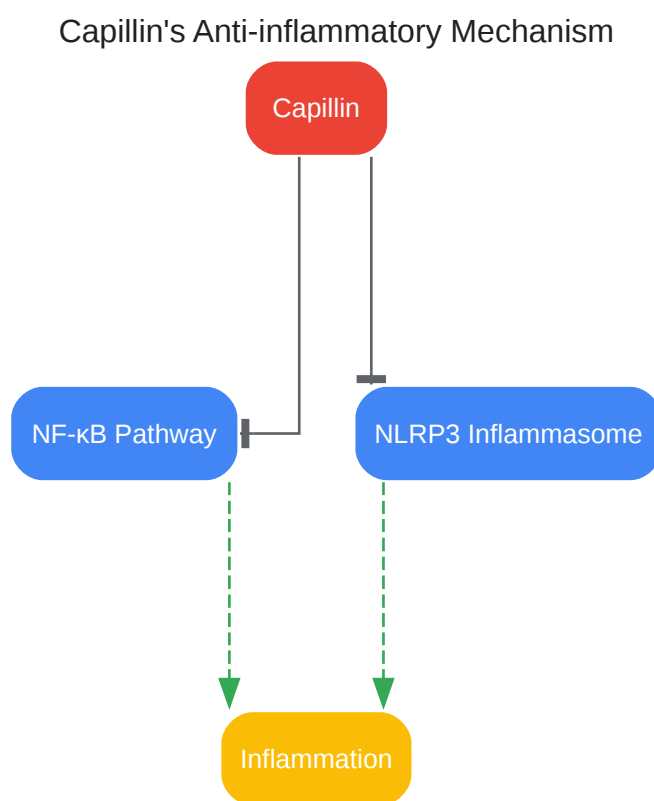 Capillin's Anti-inflammatory Mechanism
Capillin
NF-κB Pathway
NLRP3 Inflammasome
Inflammation